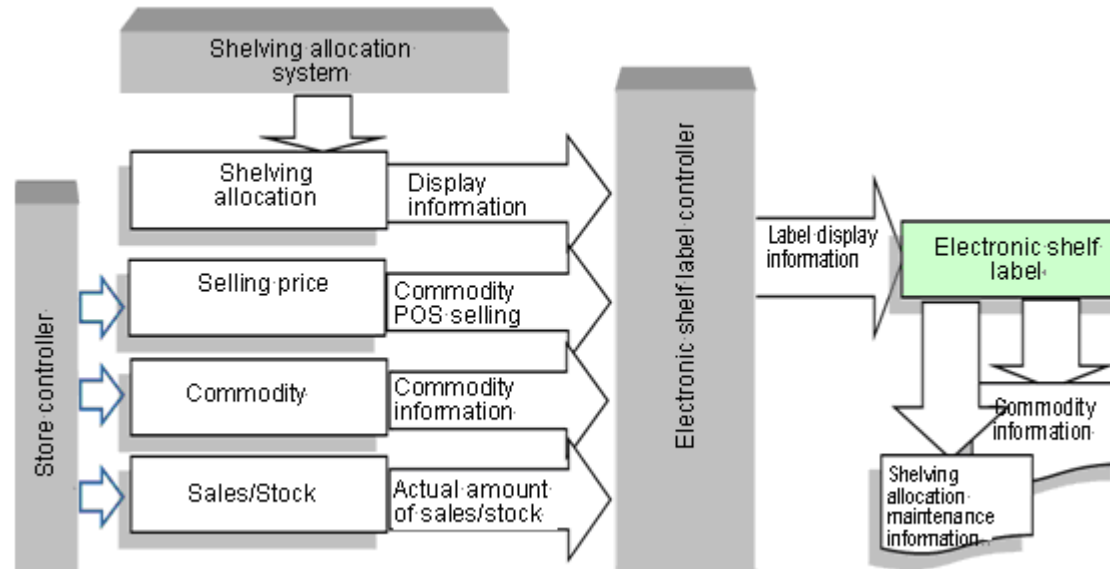 Shelving allocation
system
Shelving
allocation
Display
information
Selling price
Commodity
POS selling
Commodity
Commodity
information
Sales/Stock
Actual amount
of sales/stock
Store controller
Electronic shelf label controller
Label display
information
Electronic shelf
label
Commodity
information
Shelving
allocation
maintenance
information